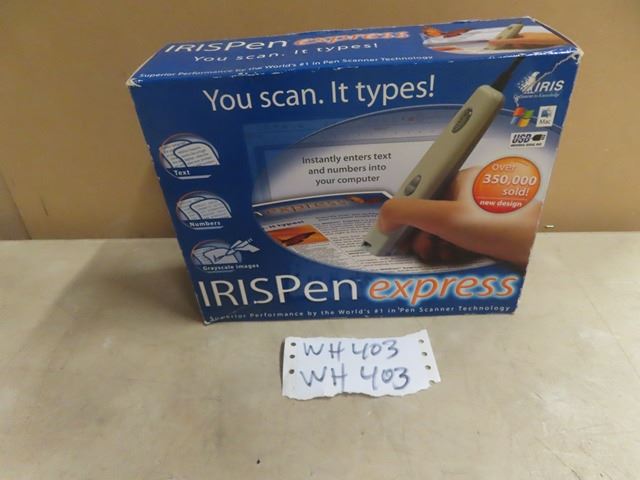 IRISPen express
You scan. It types!
Superior Performance by the World's #1 in Pen Scanner Technology
You scan. It types!
IRIS
Mac
USB
Instantly enters text
and numbers into
your computer
over
350,000
sold!
new design
Text
Numbers
Grayscale images
express
it types!
IRISPen express
Superior Performance by the World's #1 in Pen Scanner Technology
WH 403
WH 403